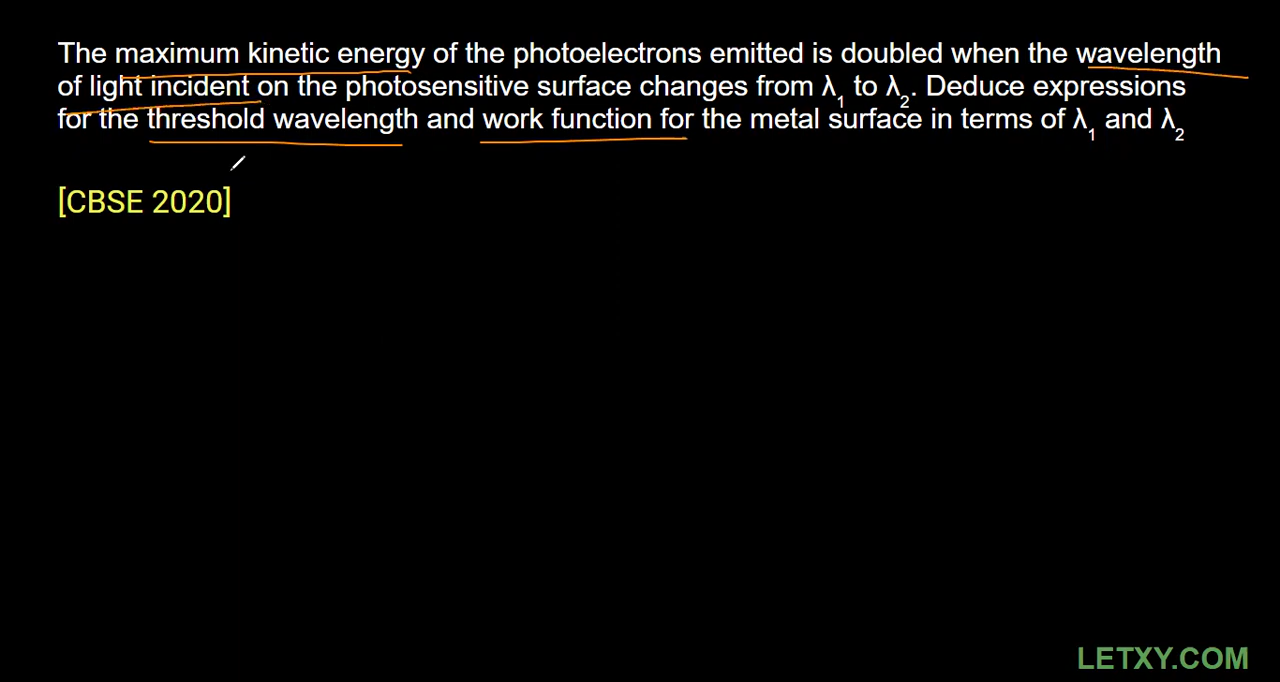 The maximum kinetic energy of the photoelectrons emitted is doubled when the wavelength
of light incident on the photosensitive surface changes from λ₁ to λ₂. Deduce expressions
for the threshold wavelength and work function for the metal surface in terms of λ₁ and λ₂
[CBSE 2020]
LETXY.COM